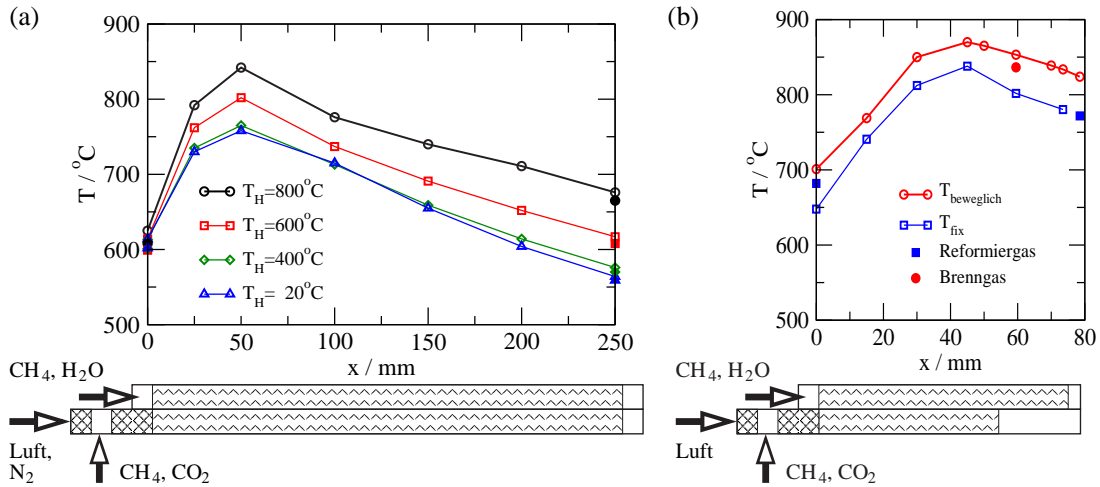 (a)
900
800
700
600
500
T / °C
T_H=800°C
T_H=600°C
T_H=400°C
T_H= 20°C
0 50 100 150 200 250
x / mm
CH₄, H₂O
Luft,
N₂
CH₄, CO₂
(b)
900
800
700
600
500
T / °C
T_beweglich
T_fix
Reformiergas
Brenngas
0 20 40 60 80
x / mm
CH₄, H₂O
Luft
CH₄, CO₂